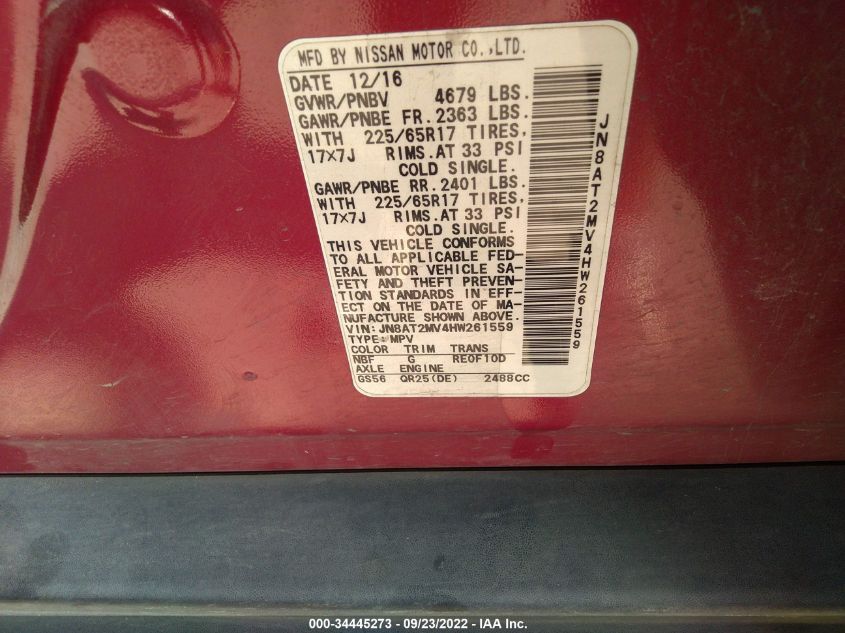 MFD BY NISSAN MOTOR CO.,LTD.
DATE 12/16
GVWR/PNBV 4679 LBS.
GAWR/PNBE FR. 2363 LBS.
WITH 225/65R17 TIRES,
17×7J RIMS.AT 33 PSI
COLD SINGLE.
GAWR/PNBE RR. 2401 LBS.
WITH 225/65R17 TIRES,
17×7J RIMS.AT 33 PSI
COLD SINGLE.
THIS VEHICLE CONFORMS
TO ALL APPLICABLE FED-
ERAL MOTOR VEHICLE SA-
FETY AND THEFT PREVEN-
TION STANDARDS IN EFF-
ECT ON THE DATE OF MA-
NUFACTURE SHOWN ABOVE.
VIN:JN8AT2MV4HW261559
TYPE:MPV
COLOR TRIM TRANS
NBF G RE0F10D
AXLE ENGINE
GS56 QR25(DE) 2488CC
JN8AT2MV4HW261559
000-34445273 - 09/23/2022 - IAA Inc.